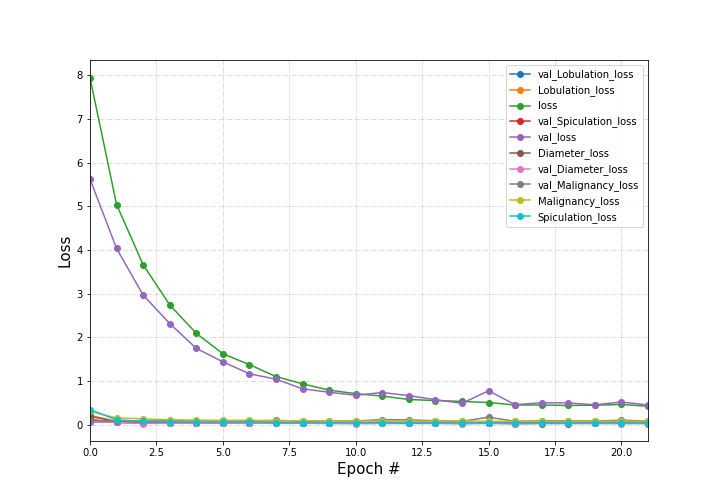 8
7
6
5
4
3
2
1
0
Loss
0.0 2.5 5.0 7.5 10.0 12.5 15.0 17.5 20.0
Epoch #
val_Lobulation_loss
Lobulation_loss
loss
val_Spiculation_loss
val_loss
Diameter_loss
val_Diameter_loss
val_Malignancy_loss
Malignancy_loss
Spiculation_loss